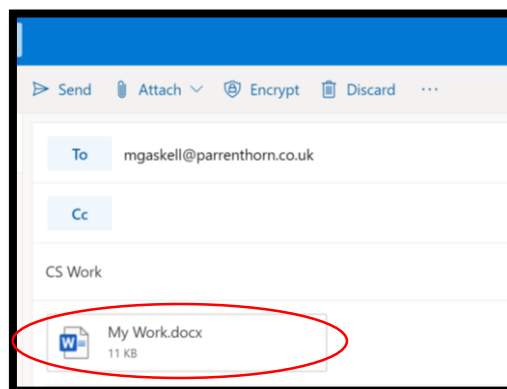 Send Attach Encrypt Discard ...
To mgaskell@parrenthorn.co.uk
Cc
CS Work
W My Work.docx
11 KB